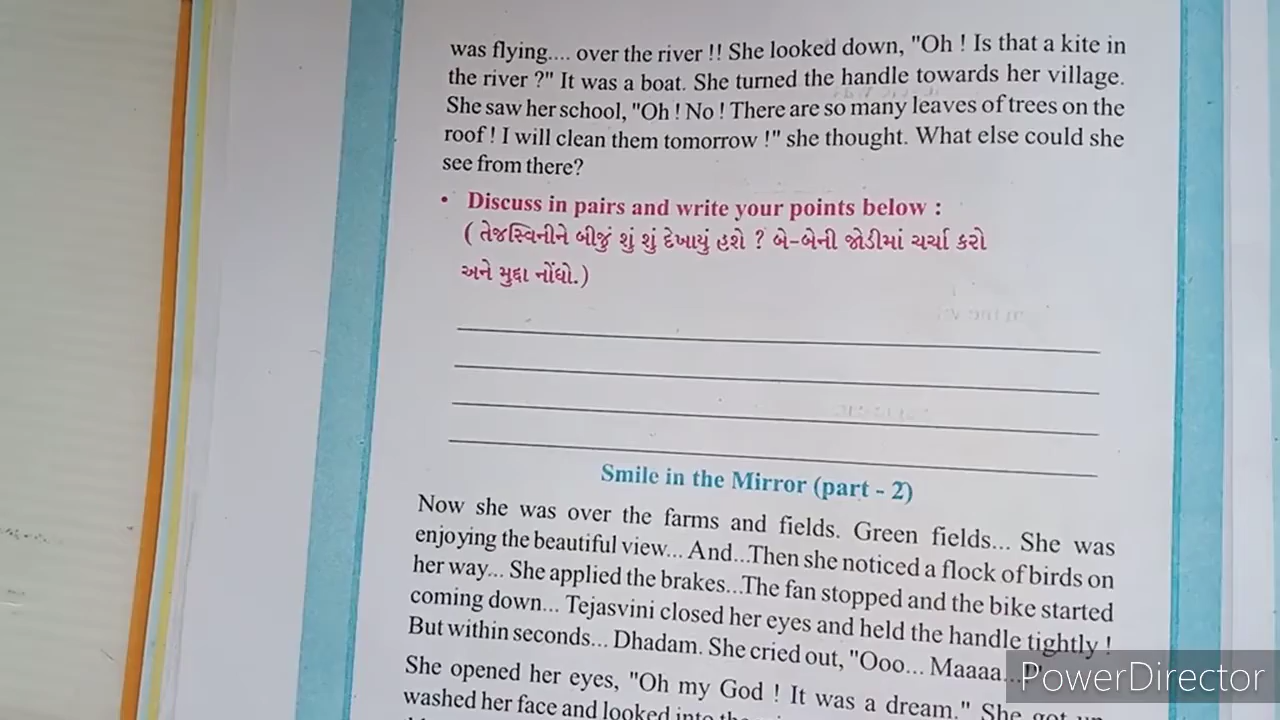 was flying.... over the river !! She looked down, "Oh ! Is that a kite in
the river ?" It was a boat. She turned the handle towards her village.
She saw her school, "Oh ! No ! There are so many leaves of trees on the
roof ! I will clean them tomorrow !" she thought. What else could she
see from there?
• Discuss in pairs and write your points below :
( તેજસ્વિનીને બીજું શું શું દેખાયું હશે ? બે-બેની જોડીમાં ચર્ચા કરો
અને મુદ્દા નોંધો.)
Smile in the Mirror (part - 2)
Now she was over the farms and fields. Green fields... She was
enjoying the beautiful view... And...Then she noticed a flock of birds on
her way... She applied the brakes...The fan stopped and the bike started
coming down... Tejasvini closed her eyes and held the handle tightly !
But within seconds... Dhadam. She cried out, "Ooo... Maaaa...
She opened her eyes, "Oh my God ! It was a dream." She got up
washed her face and looked into
PowerDirector